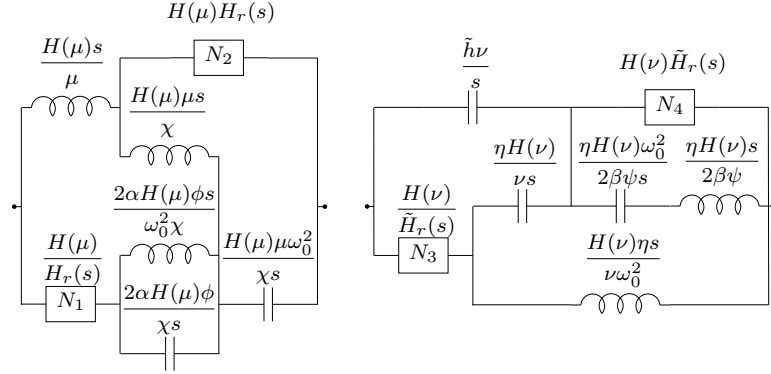 H(μ)H_r(s)
H(μ)s
μ
N_2
H(μ)μs
χ
2αH(μ)ϕs
ω_0^2χ
H(μ)
H_r(s)
N_1
2αH(μ)ϕ
χs
H(μ)μω_0^2
χs
h̃ν
s
H(ν)H̃_r(s)
N_4
ηH(ν)
νs
ηH(ν)ω_0^2
2βψs
ηH(ν)s
2βψ
H(ν)
H̃_r(s)
N_3
H(ν)ηs
νω_0^2